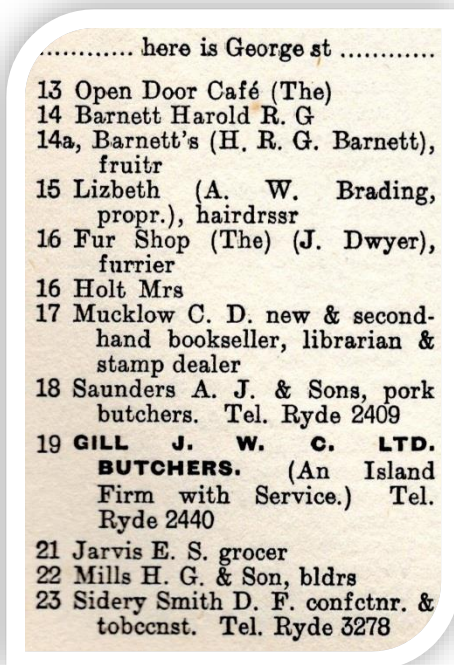 ............ here is George st ............
13 Open Door Café (The)
14 Barnett Harold R. G
14a, Barnett's (H. R. G. Barnett),
fruitr
15 Lizbeth (A. W. Brading,
propr.), hairdrssr
16 Fur Shop (The) (J. Dwyer),
furrier
16 Holt Mrs
17 Mucklow C. D. new & second-
hand bookseller, librarian &
stamp dealer
18 Saunders A. J. & Sons, pork
butchers. Tel. Ryde 2409
19 GILL J. W. C. LTD.
BUTCHERS. (An Island
Firm with Service.) Tel.
Ryde 2440
21 Jarvis E. S. grocer
22 Mills H. G. & Son, bldrs
23 Sidery Smith D. F. confctnr. &
tobccnst. Tel. Ryde 3278